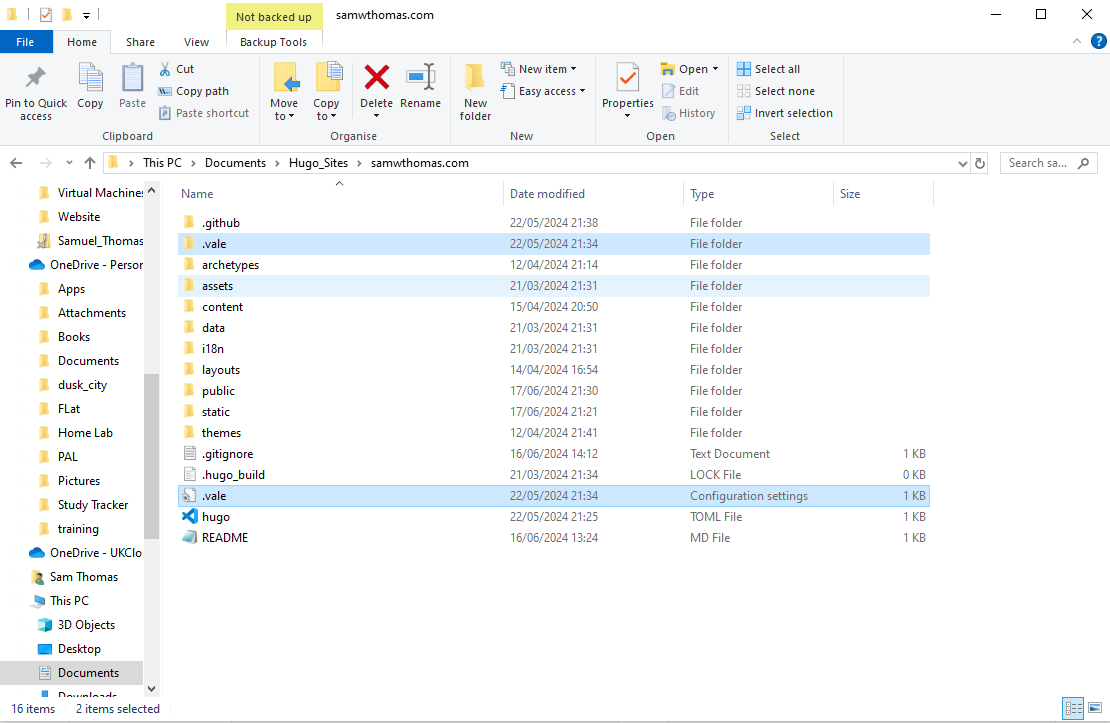 Not backed up
samwthomas.com
File
Home
Share
View
Backup Tools
?
Pin to Quick access
Copy
Paste
Cut
Copy path
Paste shortcut
Clipboard
Move to
Copy to
Delete
Rename
Organise
New folder
New item
Easy access
New
Properties
Open
Edit
History
Open
Select all
Select none
Invert selection
Select
This PC > Documents > Hugo_Sites > samwthomas.com
Search sa...
Virtual Machines
Website
Samuel_Thomas
OneDrive - Person
Apps
Attachments
Books
Documents
dusk_city
FLat
Home Lab
PAL
Pictures
Study Tracker
training
OneDrive - UKClo
Sam Thomas
This PC
3D Objects
Desktop
Documents
Downloads
Name Date modified Type Size
.github 22/05/2024 21:38 File folder
.vale 22/05/2024 21:34 File folder
archetypes 12/04/2024 21:14 File folder
assets 21/03/2024 21:31 File folder
content 15/04/2024 20:50 File folder
data 21/03/2024 21:31 File folder
i18n 21/03/2024 21:31 File folder
layouts 14/04/2024 16:54 File folder
public 17/06/2024 21:30 File folder
static 17/06/2024 21:21 File folder
themes 12/04/2024 21:41 File folder
.gitignore 16/06/2024 14:12 Text Document 1 KB
.hugo_build 21/03/2024 21:34 LOCK File 0 KB
.vale 22/05/2024 21:34 Configuration settings 1 KB
hugo 22/05/2024 21:25 TOML File 1 KB
README 16/06/2024 13:24 MD File 1 KB
16 items 2 items selected